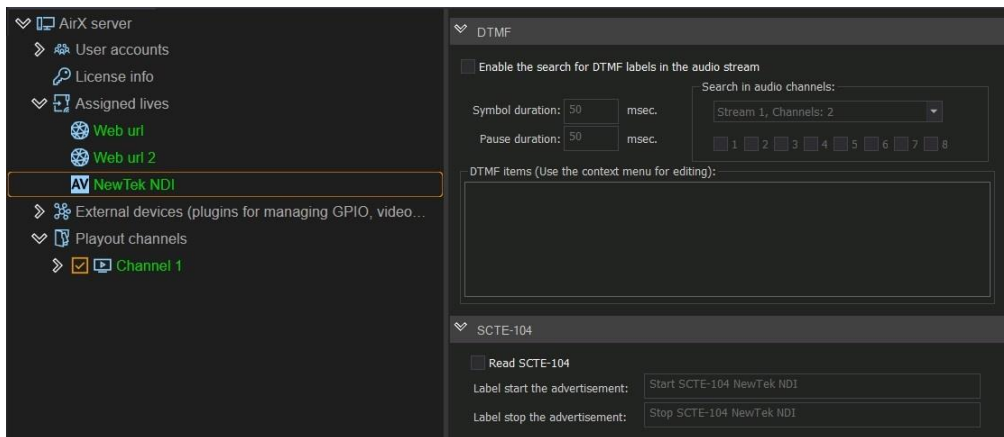 AirX server
User accounts
License info
Assigned lives
Web url
Web url 2
AV NewTek NDI
External devices (plugins for managing GPIO, video...
Playout channels
Channel 1
DTMF
Enable the search for DTMF labels in the audio stream
Search in audio channels:
Symbol duration: 50 msec.
Stream 1, Channels: 2
Pause duration: 50 msec.
1 2 3 4 5 6 7 8
DTMF items (Use the context menu for editing):
SCTE-104
Read SCTE-104
Label start the advertisement: Start SCTE-104 NewTek NDI
Label stop the advertisement: Stop SCTE-104 NewTek NDI